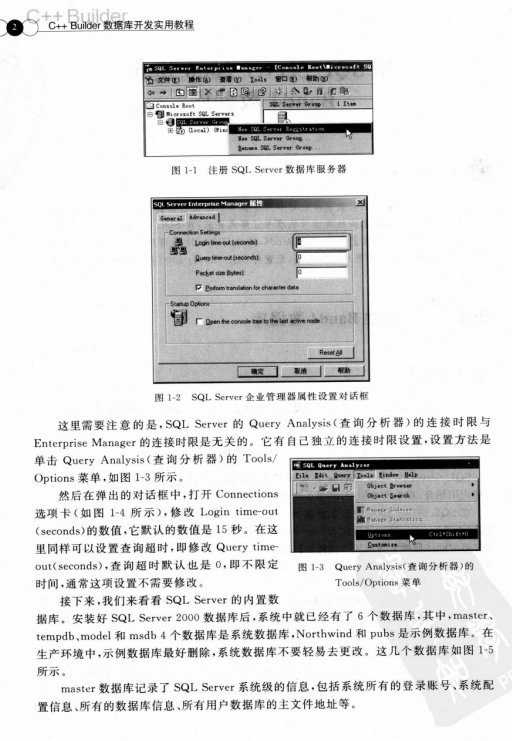 C++ Builder
2 C++ Builder 数据库开发实用教程
SQL Server Enterprise Manager - [Console Root\Microsoft SQ
文件(F) 操作(A) 查看(V) Tools 窗口(W) 帮助(H)
Console Root
SQL Server Group 1 Item
Microsoft SQL Servers
SQL Server Group
(local) (Wind
New SQL Server Registration...
New SQL Server Group...
Rename SQL Server Group...
图 1-1 注册 SQL Server 数据库服务器
SQL Server Enterprise Manager 属性
General Advanced
Connection Settings
Login time-out (seconds):
Query time-out (seconds): 0
Packet size (bytes): 0
Perform translation for character data
Startup Options
Open the console tree to the last active node
Reset All
确定 取消 帮助
图 1-2 SQL Server 企业管理器属性设置对话框
这里需要注意的是,SQL Server 的 Query Analysis(查询分析器)的连接时限与
Enterprise Manager 的连接时限是无关的。它有自己独立的连接时限设置,设置方法是
单击 Query Analysis(查询分析器)的 Tools/
Options 菜单,如图 1-3 所示。
然后在弹出的对话框中,打开 Connections
选项卡(如图 1-4 所示),修改 Login time-out
(seconds)的数值,它默认的数值是 15 秒。在这
里同样可以设置查询超时,即修改 Query time-
out(seconds),查询超时默认也是 0,即不限定
时间,通常这项设置不需要修改。
SQL Query Analyzer
File Edit Query Tools Window Help
Object Browser
Object Search
Manage Indexes
Manage Statistics
Options Ctrl+Shift+O
Customize
图 1-3 Query Analysis(查询分析器)的
Tools/Options 菜单
接下来,我们来看看 SQL Server 的内置数
据库。安装好 SQL Server 2000 数据库后,系统中就已经有了 6 个数据库,其中,master、
tempdb、model 和 msdb 4 个数据库是系统数据库,Northwind 和 pubs 是示例数据库。在
生产环境中,示例数据库最好删除,系统数据库不要轻易去更改。这几个数据库如图 1-5
所示。
master 数据库记录了 SQL Server 系统级的信息,包括系统所有的登录账号、系统配
置信息、所有的数据库信息、所有用户数据库的主文件地址等。